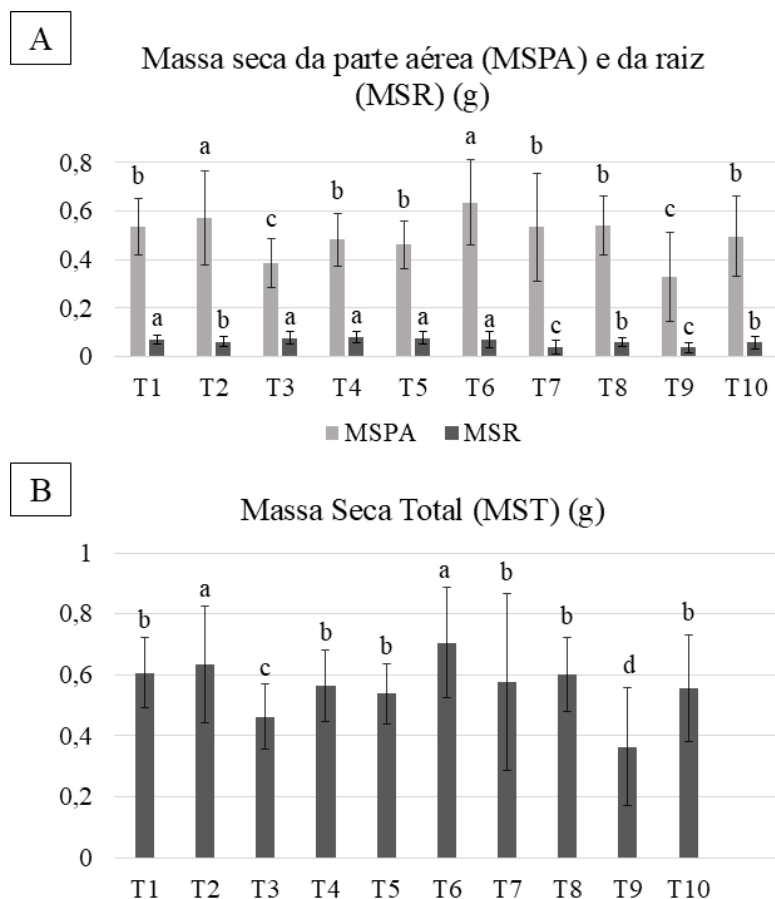 A
Massa seca da parte aérea (MSPA) e da raiz
(MSR) (g)
0,8
0,6
0,4
0,2
0
b a c b b a b b c b
a b a a a a c b c b
T1 T2 T3 T4 T5 T6 T7 T8 T9 T10
MSPA MSR
B
Massa Seca Total (MST) (g)
1
0,8
0,6
0,4
0,2
0
b a c b b a b b d b
T1 T2 T3 T4 T5 T6 T7 T8 T9 T10